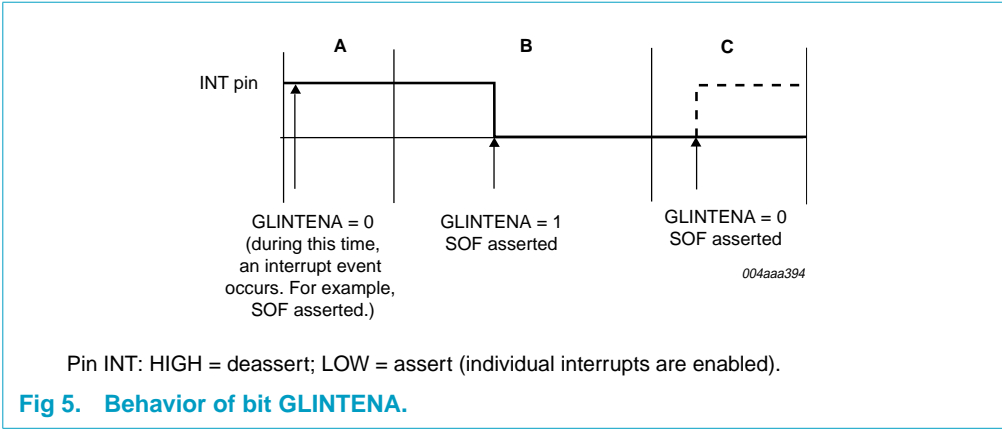 A B C
INT pin
GLINTENA = 0
(during this time,
an interrupt event
occurs. For example,
SOF asserted.)
GLINTENA = 1
SOF asserted
GLINTENA = 0
SOF asserted
004aaa394
Pin INT: HIGH = deassert; LOW = assert (individual interrupts are enabled).
Fig 5. Behavior of bit GLINTENA.